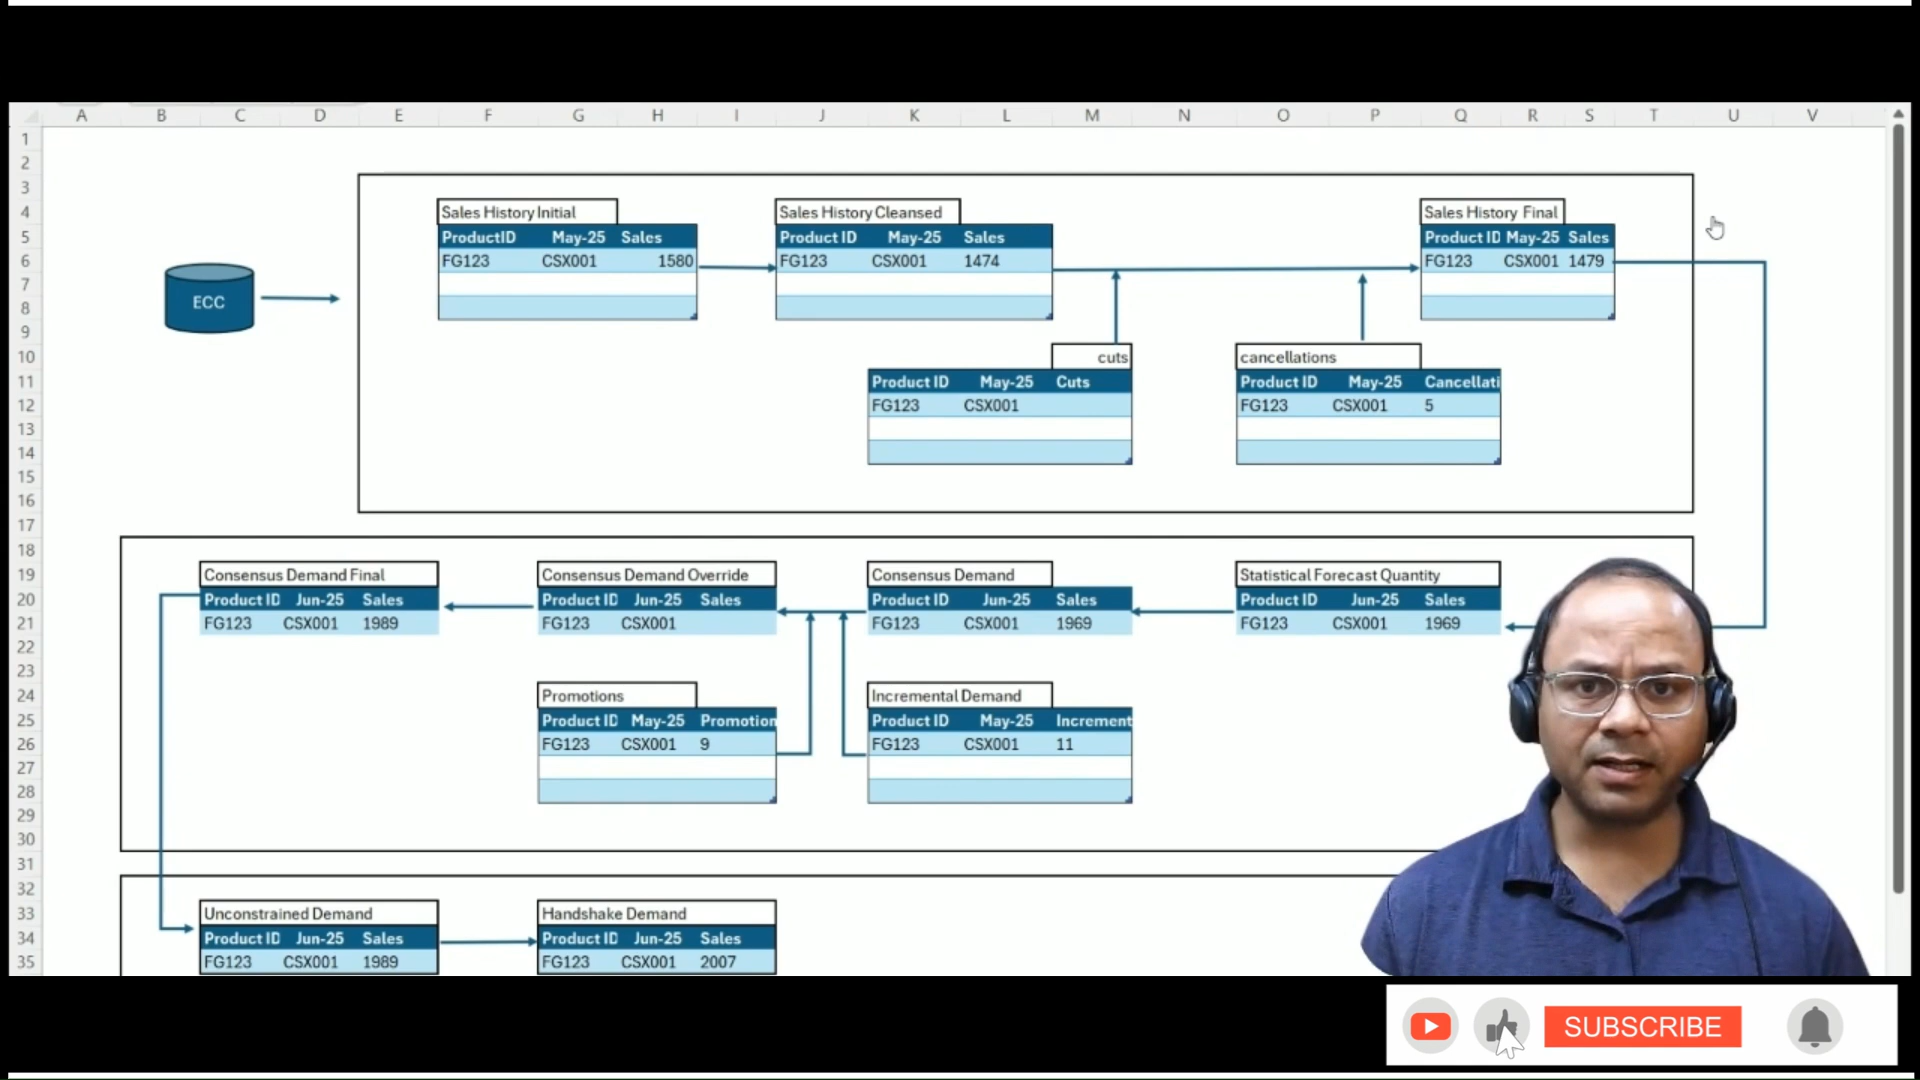 A B C D E F G H I J K L M N O P Q R S T U V
1
2
3
4 Sales History Initial Sales History Cleansed Sales History Final
5 ProductID May-25 Sales Product ID May-25 Sales Product ID May-25 Sales
6 FG123 CSX001 1580 FG123 CSX001 1474 FG123 CSX001 1479
7
ECC
8
9
10 cuts cancellations
11 Product ID May-25 Cuts Product ID May-25 Cancellati
12 FG123 CSX001 FG123 CSX001 5
13
14
15
16
17
18
19 Consensus Demand Final Consensus Demand Override Consensus Demand Statistical Forecast Quantity
20 Product ID Jun-25 Sales Product ID Jun-25 Sales Product ID Jun-25 Sales Product ID Jun-25 Sales
21 FG123 CSX001 1989 FG123 CSX001 FG123 CSX001 1969 FG123 CSX001 1969
22
23
24 Promotions Incremental Demand
25 Product ID May-25 Promotion Product ID May-25 Increment
26 FG123 CSX001 9 FG123 CSX001 11
27
28
29
30
31
32
33 Unconstrained Demand Handshake Demand
34 Product ID Jun-25 Sales Product ID Jun-25 Sales
35 FG123 CSX001 1989 FG123 CSX001 2007
SUBSCRIBE